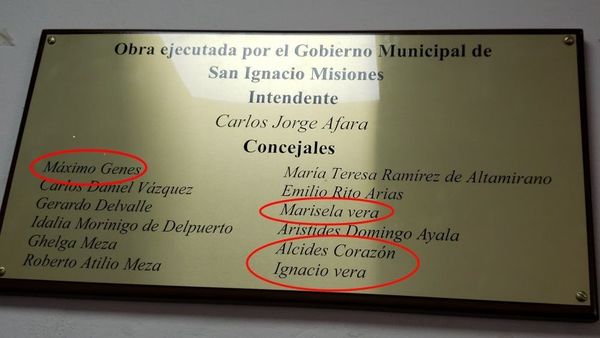 Obra ejecutada por el Gobierno Municipal de
San Ignacio Misiones
Intendente
Carlos Jorge Afara
Concejales
Máximo Genes
Carlos Daniel Vázquez
Gerardo Delvalle
Idalia Morinigo de Delpuerto
Ghelga Meza
Roberto Atilio Meza
María Teresa Ramírez de Altamirano
Emilio Rito Arias
Marisela vera
Arístides Domingo Ayala
Alcides Corazón
Ignacio vera